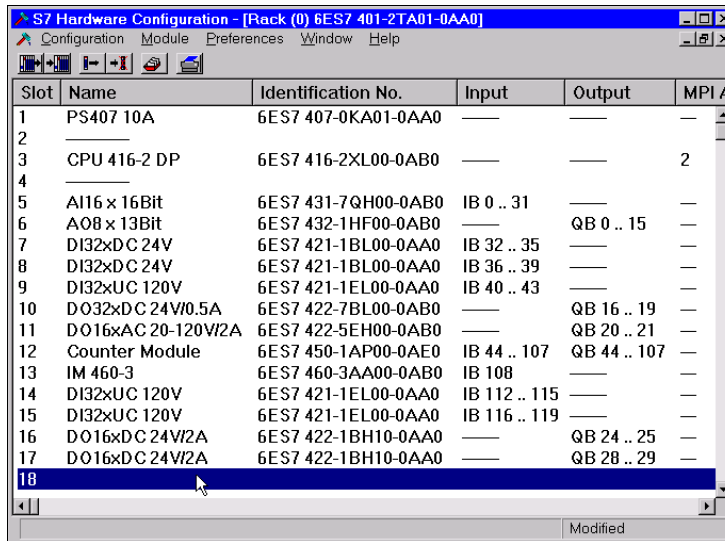 S7 Hardware Configuration - [Rack (0) 6ES7 401-2TA01-0AA0]
Configuration Module Preferences Window Help
Slot Name Identification No. Input Output MPI A
1 PS407 10A 6ES7 407-0KA01-0AA0 —— —— —
2 ———
3 CPU 416-2 DP 6ES7 416-2XL00-0AB0 —— —— 2
4 ———
5 AI16 x 16Bit 6ES7 431-7QH00-0AB0 IB 0 .. 31 —— —
6 AO8 x 13Bit 6ES7 432-1HF00-0AB0 —— QB 0 .. 15 —
7 DI32xDC 24V 6ES7 421-1BL00-0AA0 IB 32 .. 35 —— —
8 DI32xDC 24V 6ES7 421-1BL00-0AA0 IB 36 .. 39 —— —
9 DI32xUC 120V 6ES7 421-1EL00-0AA0 IB 40 .. 43 —— —
10 DO32xDC 24V/0.5A 6ES7 422-7BL00-0AB0 —— QB 16 .. 19 —
11 DO16xAC 20-120V/2A 6ES7 422-5EH00-0AB0 —— QB 20 .. 21 —
12 Counter Module 6ES7 450-1AP00-0AE0 IB 44 .. 107 QB 44 .. 107 —
13 IM 460-3 6ES7 460-3AA00-0AB0 IB 108 —— —
14 DI32xUC 120V 6ES7 421-1EL00-0AA0 IB 112 .. 115 —— —
15 DI32xUC 120V 6ES7 421-1EL00-0AA0 IB 116 .. 119 —— —
16 DO16xDC 24V/2A 6ES7 422-1BH10-0AA0 —— QB 24 .. 25 —
17 DO16xDC 24V/2A 6ES7 422-1BH10-0AA0 —— QB 28 .. 29 —
18
Modified